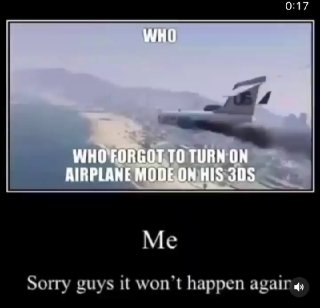 0:17
WHO
US
WHO FORGOT TO TURN ON
AIRPLANE MODE ON HIS 3DS
Me
Sorry guys it won't happen again